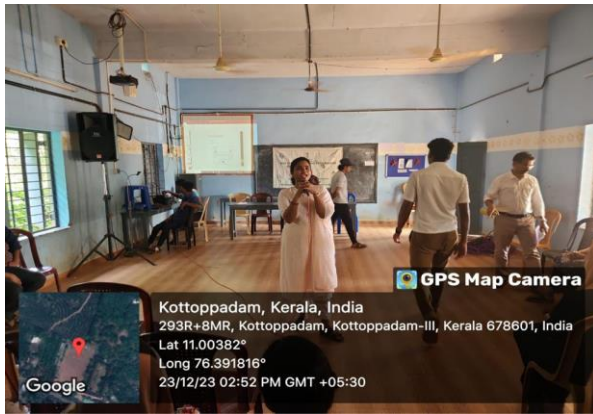 GPS Map Camera
Kottoppadam, Kerala, India
293R+8MR, Kottoppadam, Kottoppadam-III, Kerala 678601, India
Lat 11.00382°
Long 76.391816°
23/12/23 02:52 PM GMT +05:30
Google